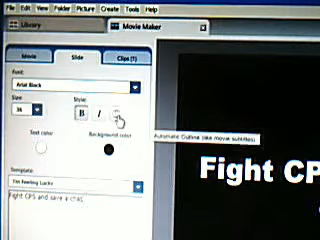 File Edit View Folder Picture Create Tools Help
Library Movie Maker
Movie Slide Clips (1)
Font:
Arial Black
Size: Style:
36 B I
Automatic Outline (like movie subtitles)
Text color Background color
Fight CP
Template:
I'm Feeling Lucky
Fight CPS and save a